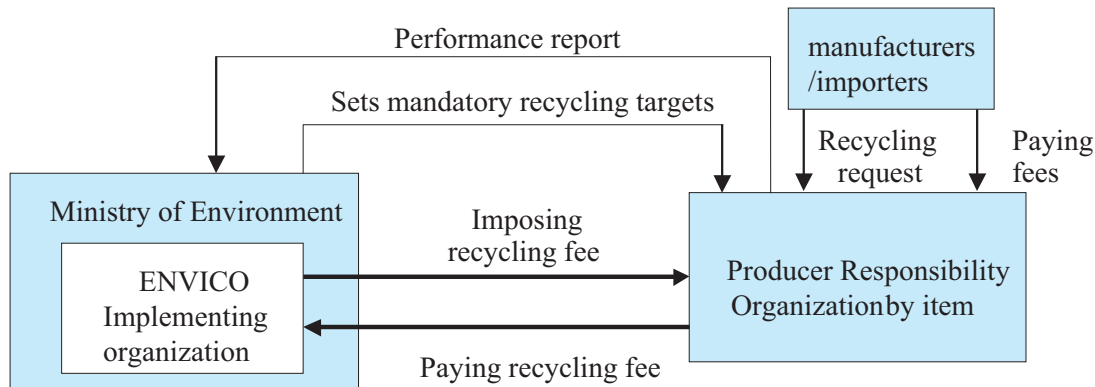 Performance report
manufacturers
/importers
Sets mandatory recycling targets
Recycling
request
Paying
fees
Ministry of Environment
Imposing
recycling fee
ENVICO
Implementing
organization
Producer Responsibility
Organizationby item
Paying recycling fee